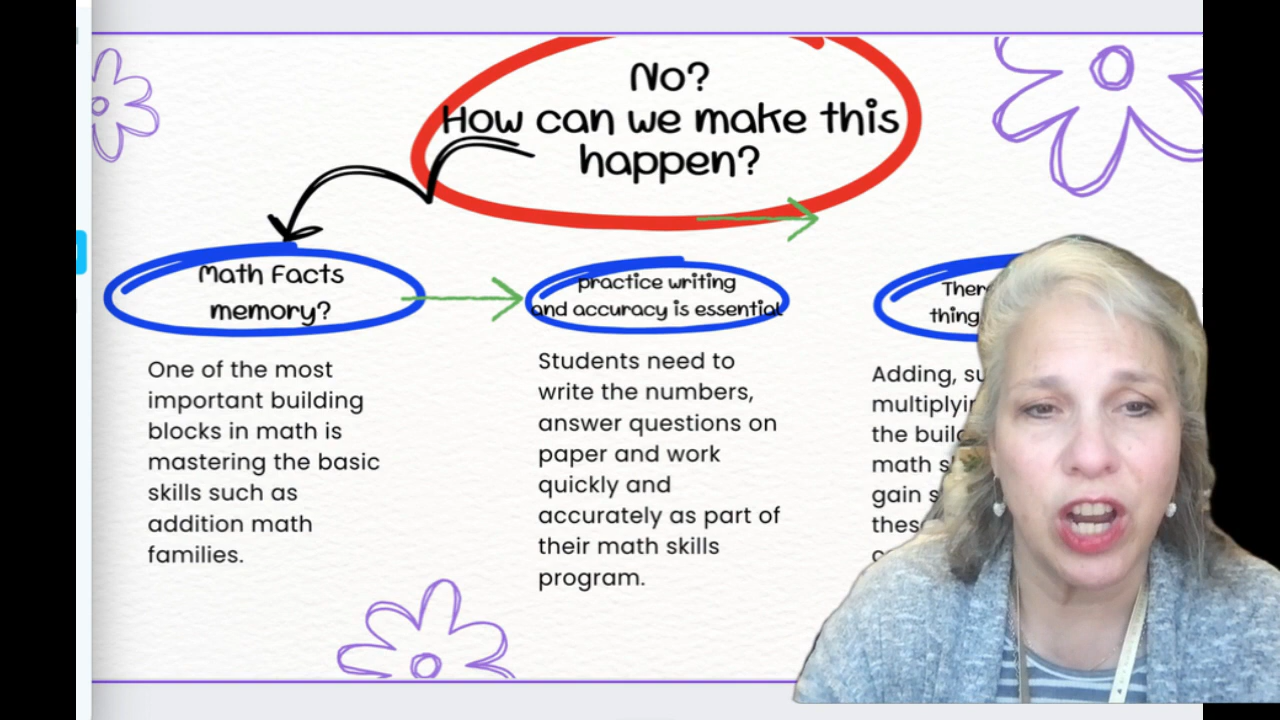 No?
How can we make this
happen?
Math Facts
memory?
One of the most
important building
blocks in math is
mastering the basic
skills such as
addition math
families.
practice writing
and accuracy is essential
Students need to
write the numbers,
answer questions on
paper and work
quickly and
accurately as part of
their math skills
program.
Adding,
the
math
gain